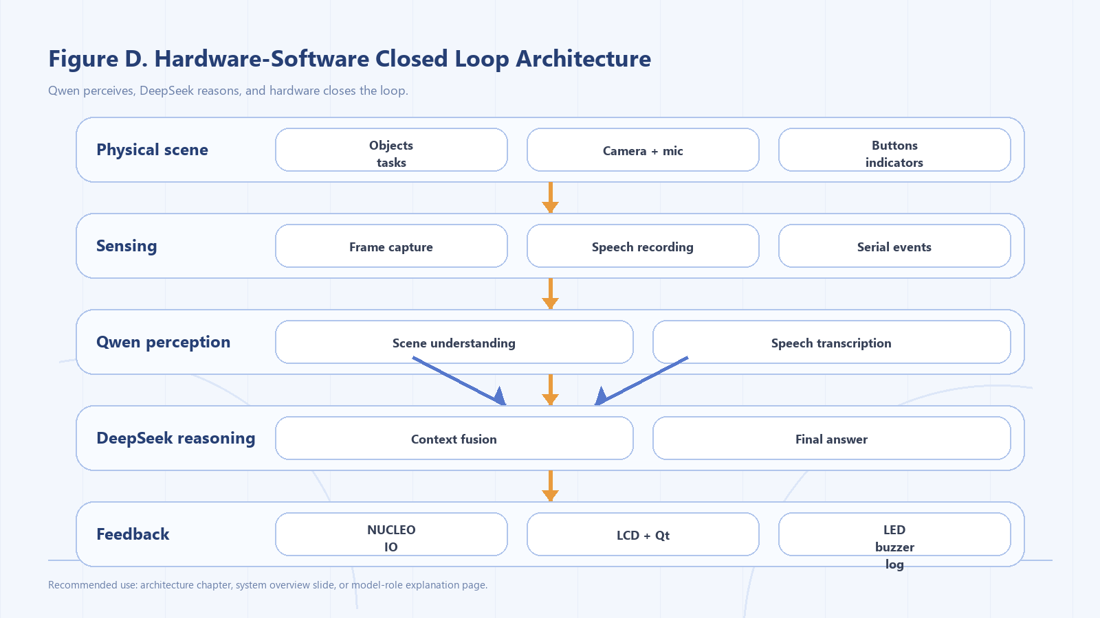 Figure D. Hardware-Software Closed Loop Architecture
Qwen perceives, DeepSeek reasons, and hardware closes the loop.
Physical scene
Objects
tasks
Camera + mic
Buttons
indicators
Sensing
Frame capture
Speech recording
Serial events
Qwen perception
Scene understanding
Speech transcription
DeepSeek reasoning
Context fusion
Final answer
Feedback
NUCLEO
IO
LCD + Qt
LED
buzzer
log
Recommended use: architecture chapter, system overview slide, or model-role explanation page.